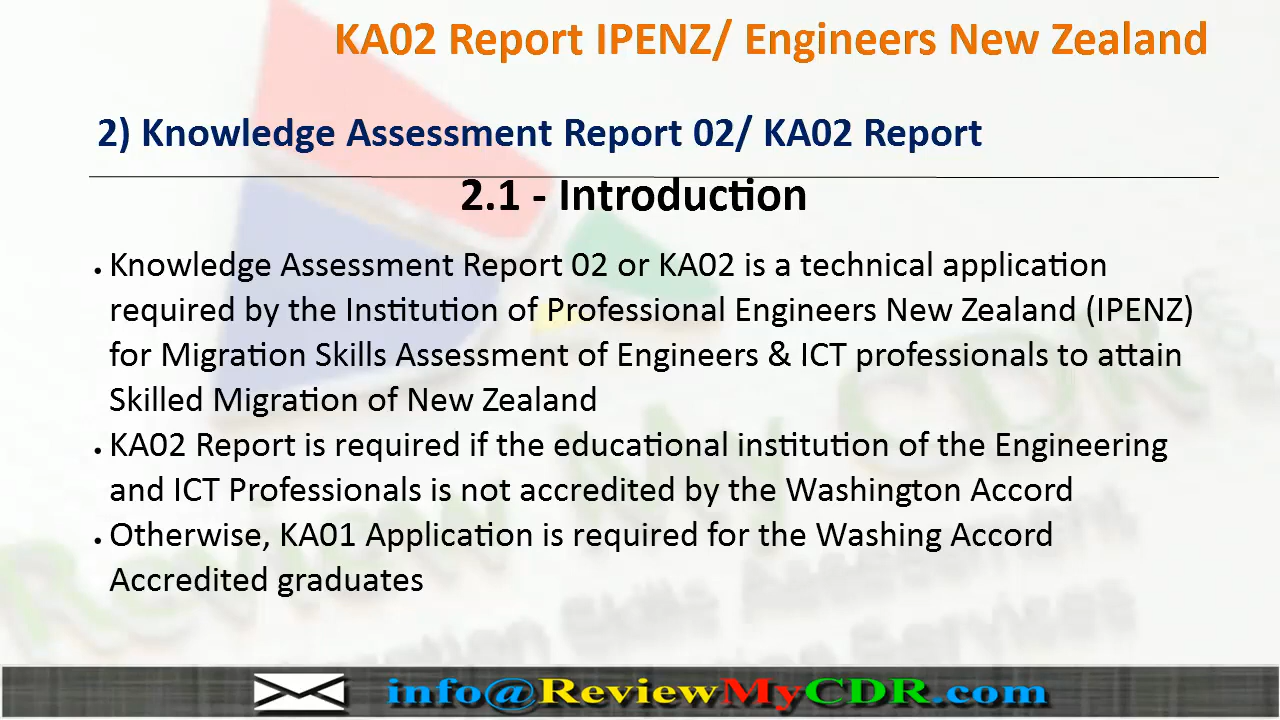 KA02 Report IPENZ/ Engineers New Zealand
2) Knowledge Assessment Report 02/ KA02 Report
2.1 - Introduction
• Knowledge Assessment Report 02 or KA02 is a technical application
required by the Institution of Professional Engineers New Zealand (IPENZ)
for Migration Skills Assessment of Engineers & ICT professionals to attain
Skilled Migration of New Zealand
• KA02 Report is required if the educational institution of the Engineering
and ICT Professionals is not accredited by the Washington Accord
• Otherwise, KA01 Application is required for the Washing Accord
Accredited graduates
Review My CDR
info@ReviewMyCDR.com